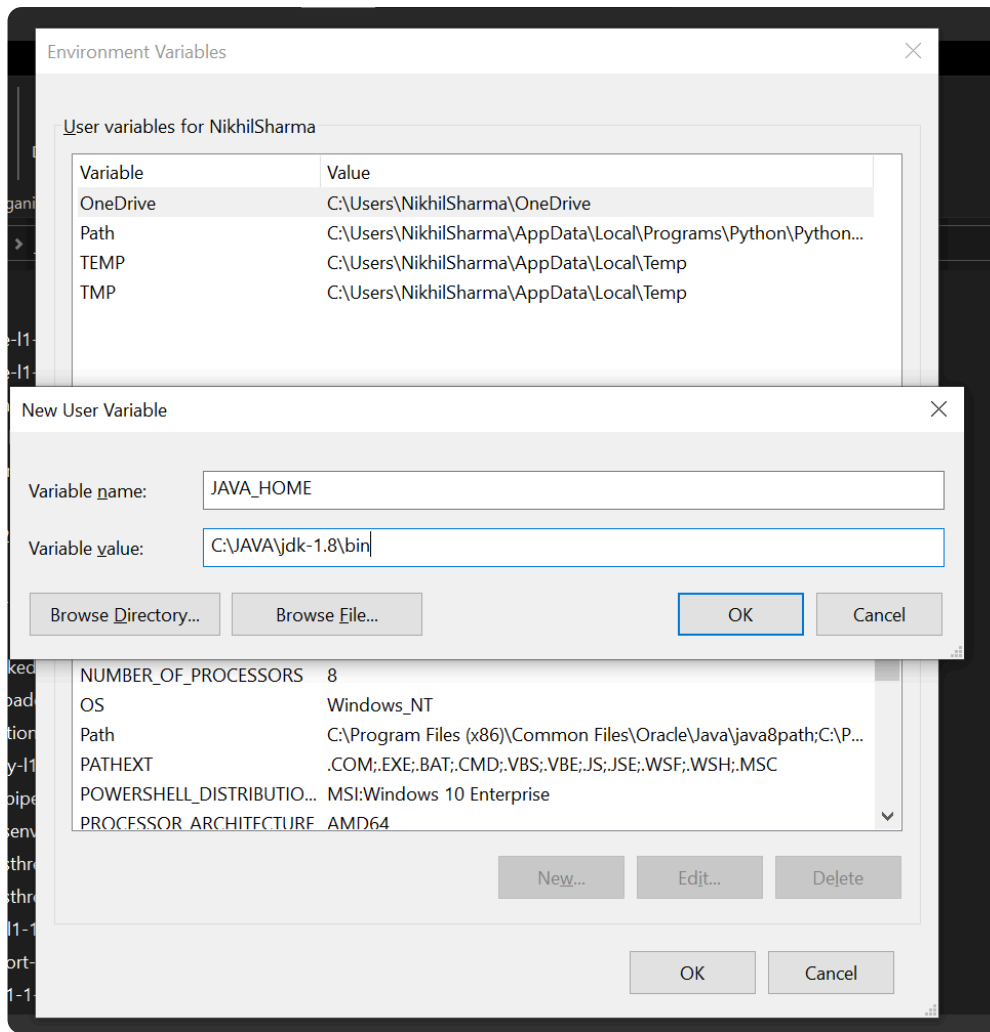 Environment Variables
User variables for NikhilSharma
Variable Value
OneDrive C:\Users\NikhilSharma\OneDrive
Path C:\Users\NikhilSharma\AppData\Local\Programs\Python\Python...
TEMP C:\Users\NikhilSharma\AppData\Local\Temp
TMP C:\Users\NikhilSharma\AppData\Local\Temp
New User Variable
Variable name: JAVA_HOME
Variable value: C:\JAVA\jdk-1.8\bin
Browse Directory... Browse File... OK Cancel
NUMBER_OF_PROCESSORS 8
OS Windows_NT
Path C:\Program Files (x86)\Common Files\Oracle\Java\java8path;C:\P...
PATHEXT .COM;.EXE;.BAT;.CMD;.VBS;.VBE;.JS;.JSE;.WSF;.WSH;.MSC
POWERSHELL_DISTRIBUTIO... MSI:Windows 10 Enterprise
PROCESSOR_ARCHITECTURE AMD64
New... Edit... Delete
OK Cancel